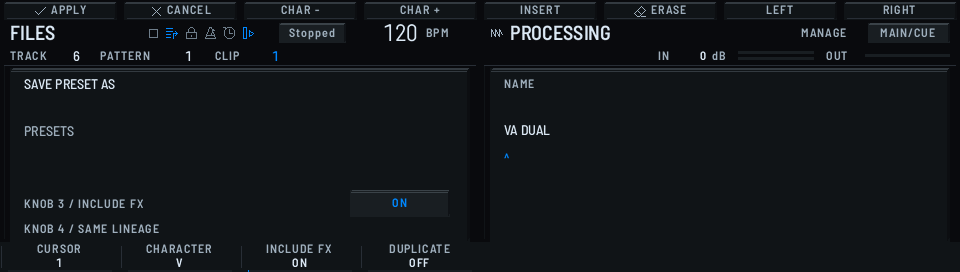 APPLY CANCEL CHAR - CHAR + INSERT ERASE LEFT RIGHT
FILES Stopped 120 BPM PROCESSING MANAGE MAIN/CUE
TRACK 6 PATTERN 1 CLIP 1 IN 0 dB OUT
SAVE PRESET AS NAME
PRESETS VA DUAL
^
KNOB 3 / INCLUDE FX ON
KNOB 4 / SAME LINEAGE
CURSOR CHARACTER INCLUDE FX DUPLICATE
1 V ON OFF